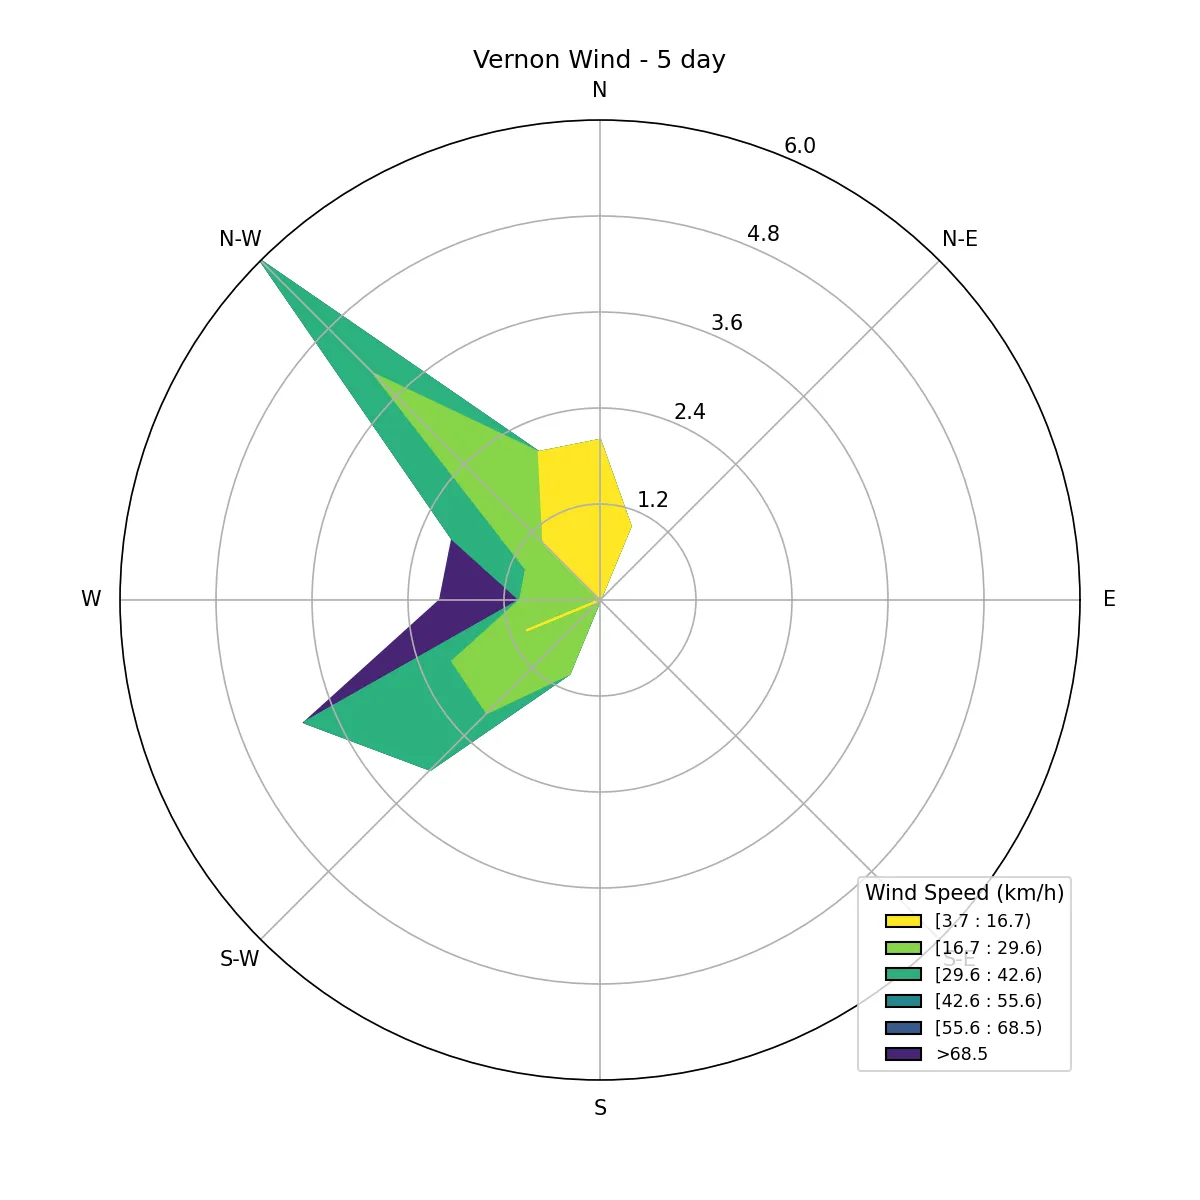 Vernon Wind - 5 day
N
6.0
N-W
N-E
4.8
3.6
2.4
1.2
W
E
S-W
S-E
S
Wind Speed (km/h)
[3.7 : 16.7)
[16.7 : 29.6)
[29.6 : 42.6)
[42.6 : 55.6)
[55.6 : 68.5)
>68.5